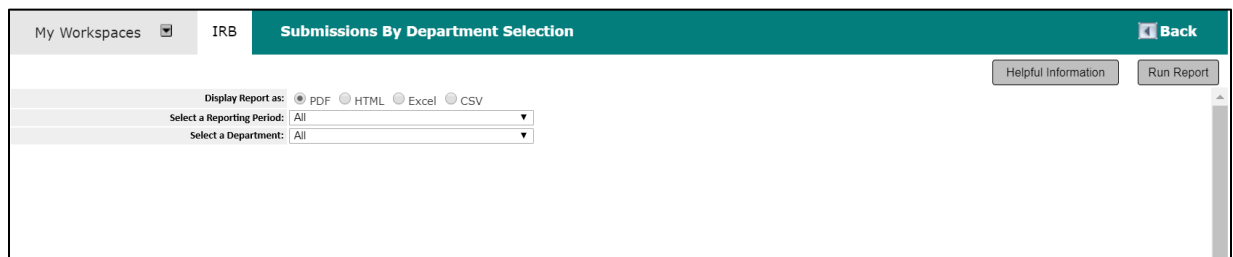 My Workspaces IRB Submissions By Department Selection Back
Helpful Information Run Report
Display Report as: PDF HTML Excel CSV
Select a Reporting Period: All
Select a Department: All